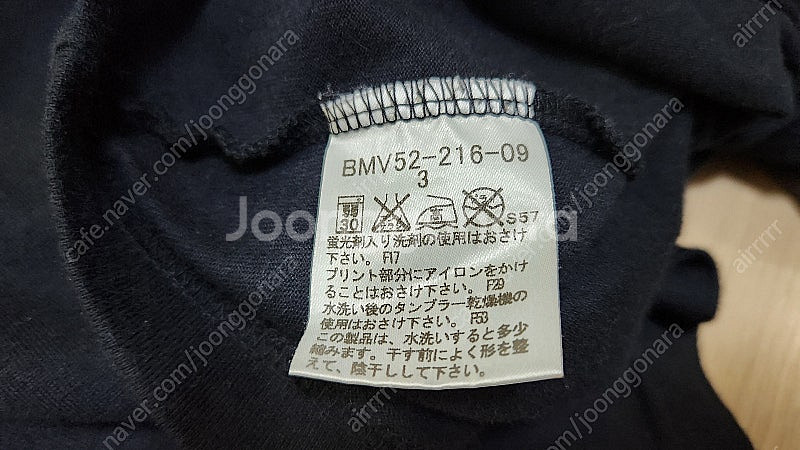 BMV52-216-09
3
弱
30
S57
蛍光剤入り洗剤の使用はおさけ
下さい。 F17
プリント部分にアイロンをかけ
ることはおさけ下さい。 F29
水洗い後のタンブラー乾燥機の
使用はおさけ下さい。 F53
この製品は、水洗いすると多少
縮みます。干す前によく形を整
えて、陰干しして下さい。
Joonggonara
cafe.naver.com/joonggonara
airrrrr